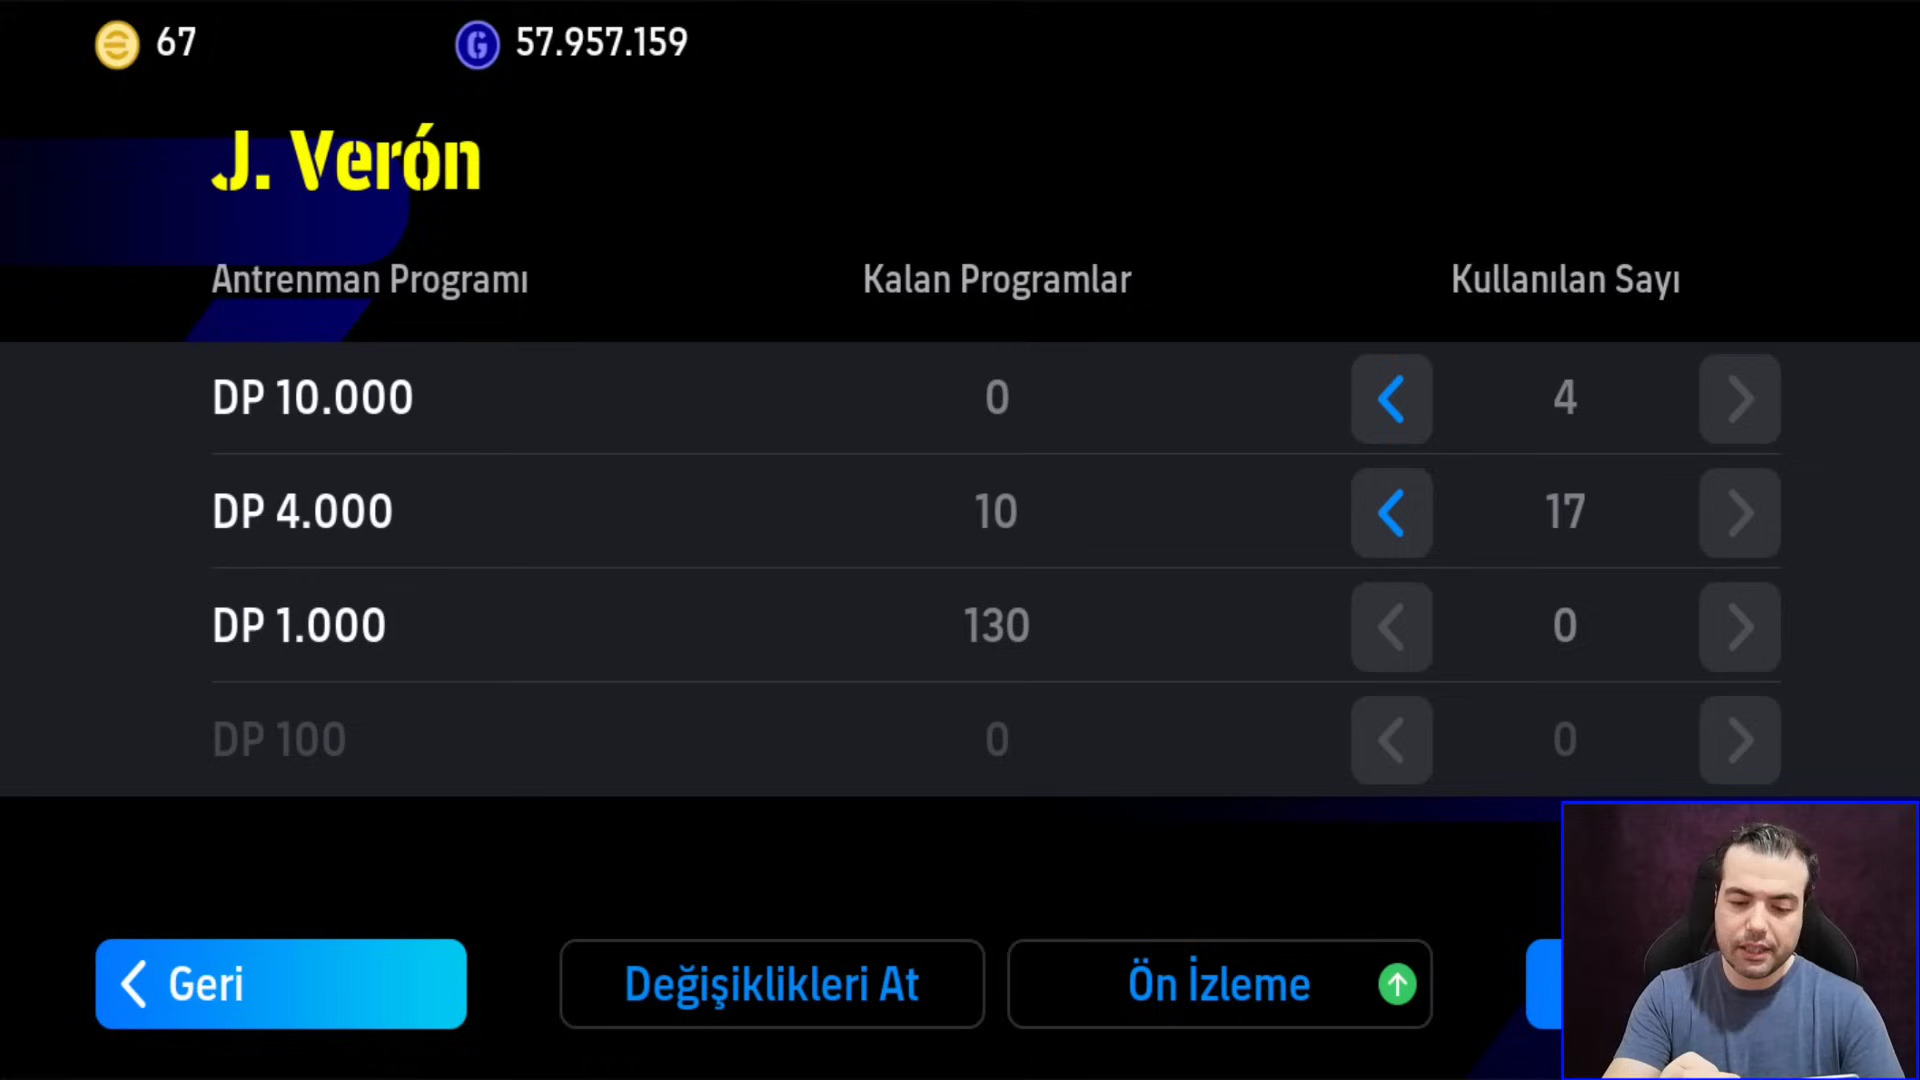 67
57.957.159
J. Verón
Antrenman Programı Kalan Programlar Kullanılan Sayı
DP 10.000 0 4
DP 4.000 10 17
DP 1.000 130 0
DP 100 0 0
Geri
Değişiklikleri At
Ön İzleme